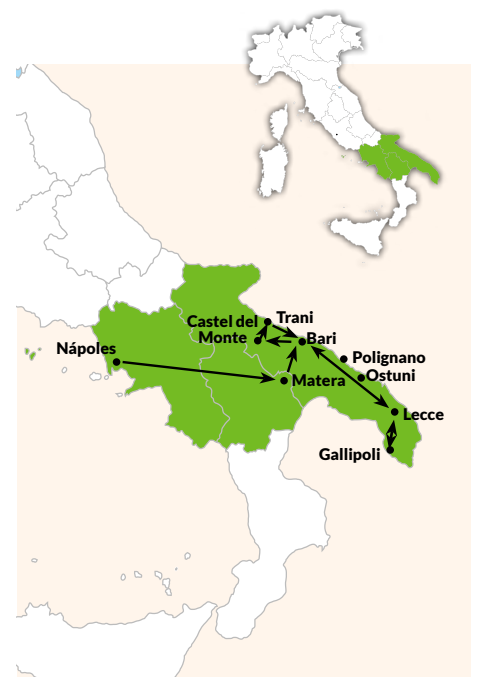 Trani
Castel del
Monte
Bari
Nápoles
Polignano
Ostuni
Matera
Lecce
Gallipoli